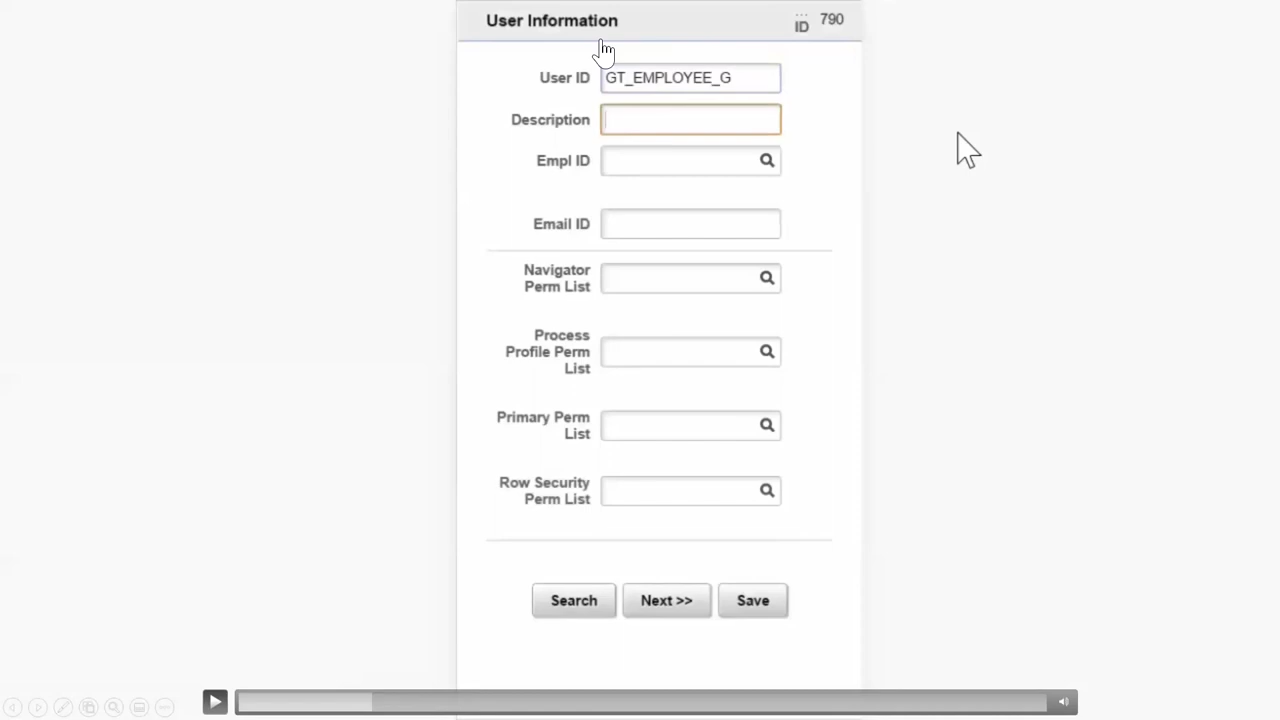 User Information
... ID 790
User ID GT_EMPLOYEE_G
Description
Empl ID
Email ID
Navigator
Perm List
Process
Profile Perm
List
Primary Perm
List
Row Security
Perm List
Search Next >> Save